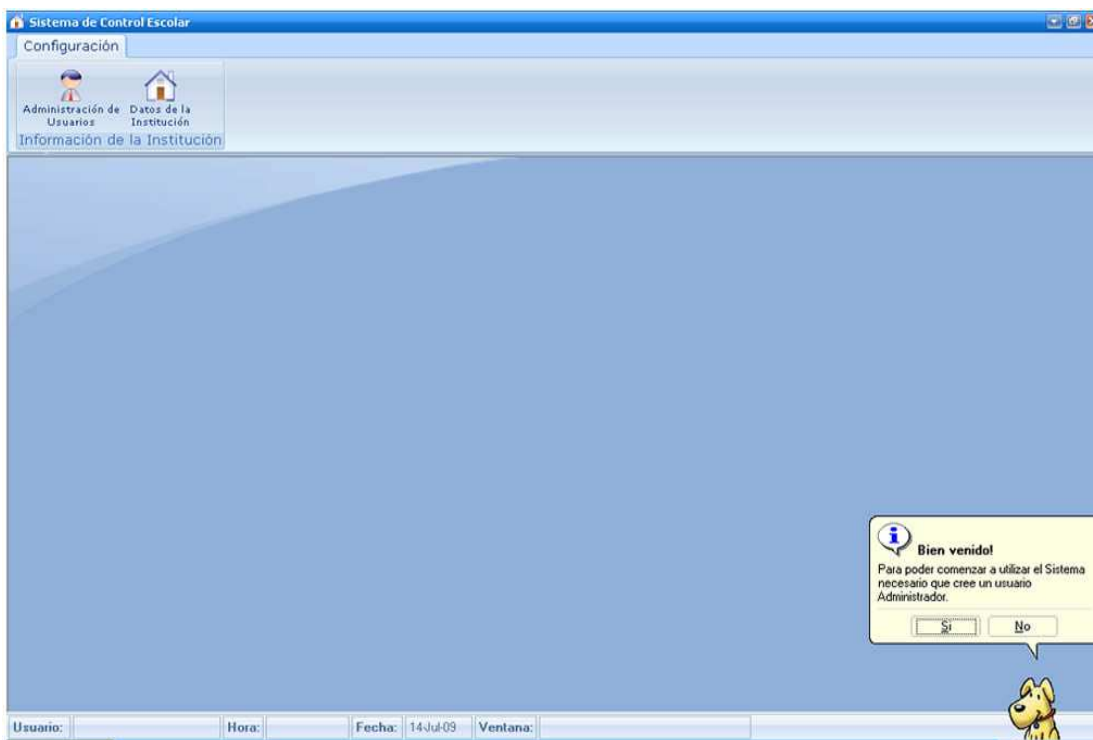 Sistema de Control Escolar
Configuración
Administración de
Usuarios
Datos de la
Institución
Información de la Institución
Bien venido!
Para poder comenzar a utilizar el Sistema
necesario que cree un usuario
Administrador.
Si
No
Usuario:
Hora:
Fecha: 14-Jul-09
Ventana: